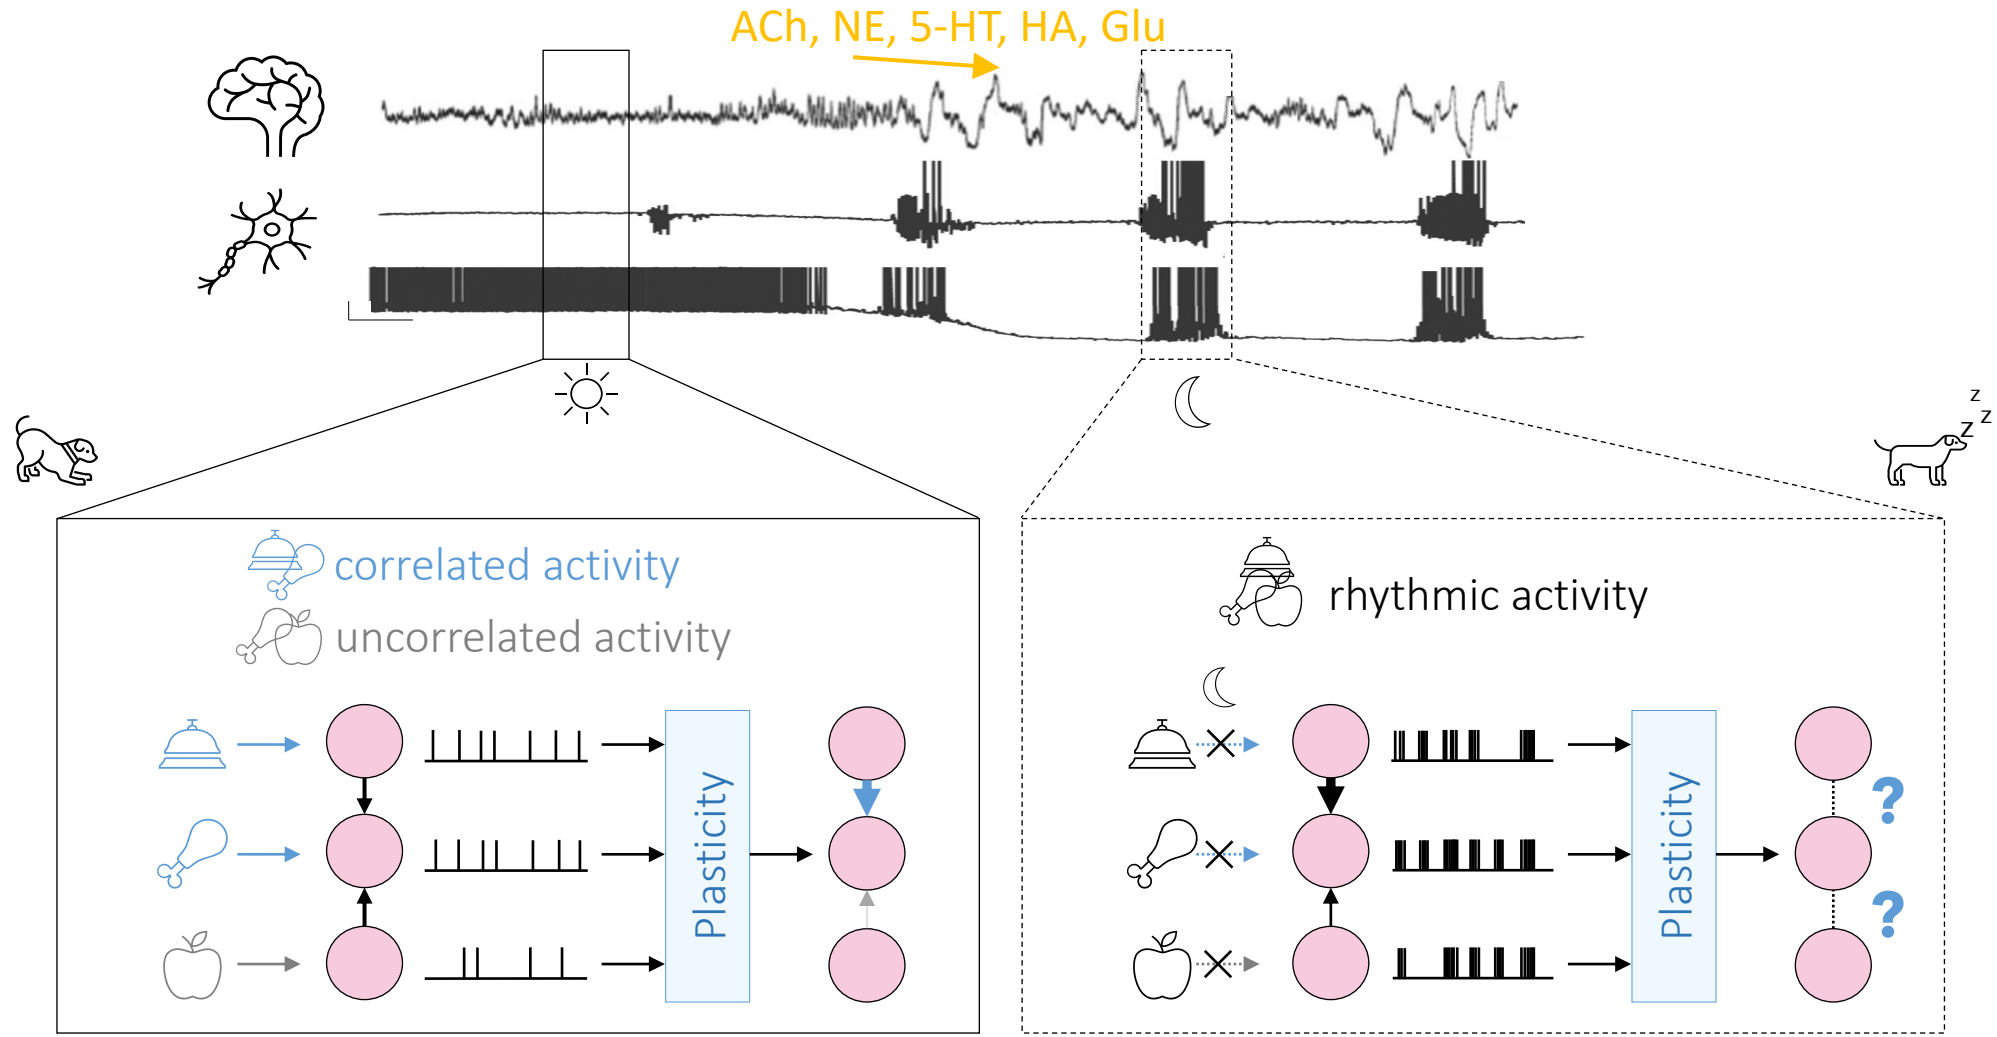 ACh, NE, 5-HT, HA, Glu
z
z
z
correlated activity
uncorrelated activity
Plasticity
rhythmic activity
Plasticity
?
?